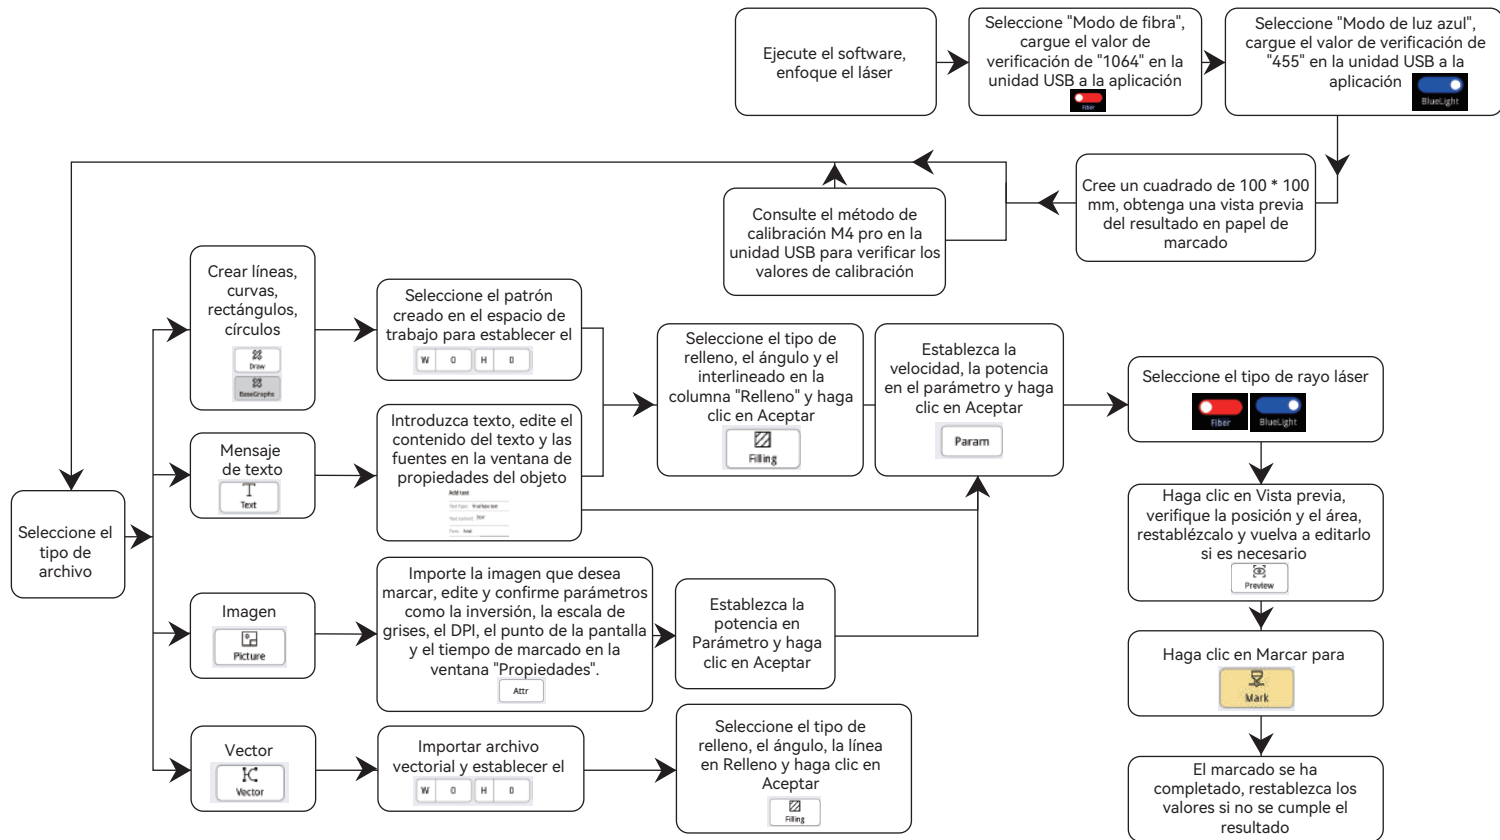 Ejecute el software,
enfoque el láser
Seleccione "Modo de fibra",
cargue el valor de
verificación de "1064" en la
unidad USB a la aplicación
Fiber
Seleccione "Modo de luz azul",
cargue el valor de verificación de
"455" en la unidad USB a la
aplicación
BlueLight
Cree un cuadrado de 100 * 100
mm, obtenga una vista previa
del resultado en papel de
marcado
Consulte el método de
calibración M4 pro en la
unidad USB para verificar los
valores de calibración
Seleccione el
tipo de
archivo
Crear líneas,
curvas,
rectángulos,
círculos
Draw
BaseGraphs
Seleccione el patrón
creado en el espacio de
trabajo para establecer el
W 0 H 0
Mensaje
de texto
Text
Introduzca texto, edite el
contenido del texto y las
fuentes en la ventana de
propiedades del objeto
Add text
Text type:
Text content: TEXT
Font: Arial
Seleccione el tipo de
relleno, el ángulo y el
interlineado en la
columna "Relleno" y haga
clic en Aceptar
Filling
Establezca la
velocidad, la potencia
en el parámetro y haga
clic en Aceptar
Param
Imagen
Picture
Importe la imagen que desea
marcar, edite y confirme parámetros
como la inversión, la escala de
grises, el DPI, el punto de la pantalla
y el tiempo de marcado en la
ventana "Propiedades".
Attr
Establezca la
potencia en
Parámetro y haga
clic en Aceptar
Vector
Vector
Importar archivo
vectorial y establecer el
W 0 H 0
Seleccione el tipo de
relleno, el ángulo, la línea
en Relleno y haga clic en
Aceptar
Filling
Seleccione el tipo de rayo láser
Fiber BlueLight
Haga clic en Vista previa,
verifique la posición y el área,
restablézcalo y vuelva a editarlo
si es necesario
Preview
Haga clic en Marcar para
Mark
El marcado se ha
completado, restablezca los
valores si no se cumple el
resultado